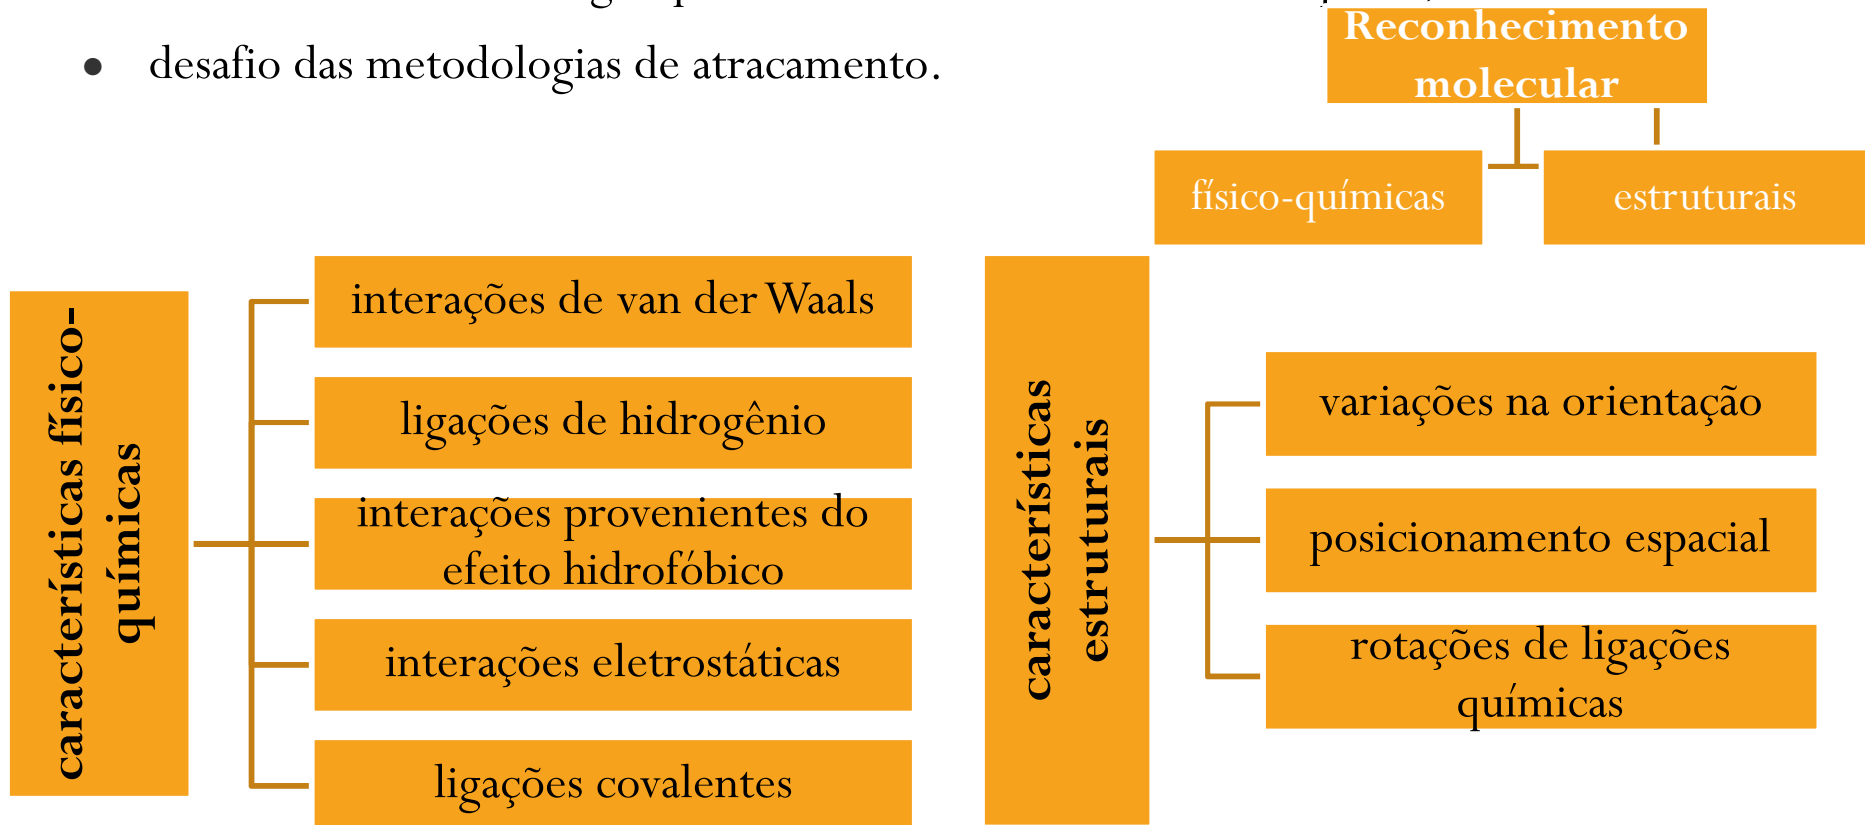 ● desafio das metodologias de atracamento.
Reconhecimento
molecular
físico-químicas
estruturais
características físico-
químicas
interações de van der Waals
ligações de hidrogênio
interações provenientes do
efeito hidrofóbico
interações eletrostáticas
ligações covalentes
características
estruturais
variações na orientação
posicionamento espacial
rotações de ligações
químicas